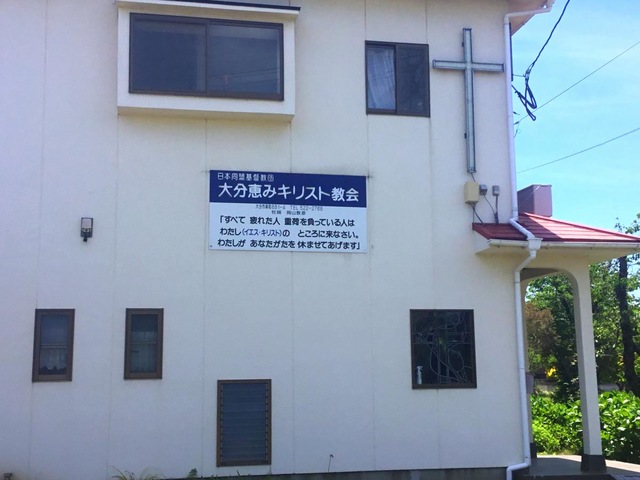 日本同盟基督教団
大分恵みキリスト教会
「すべて 疲れた人 重荷を負っている人は
わたし(イエス・キリスト)の ところに来なさい。
わたしが あなたがたを 休ませてあげます」